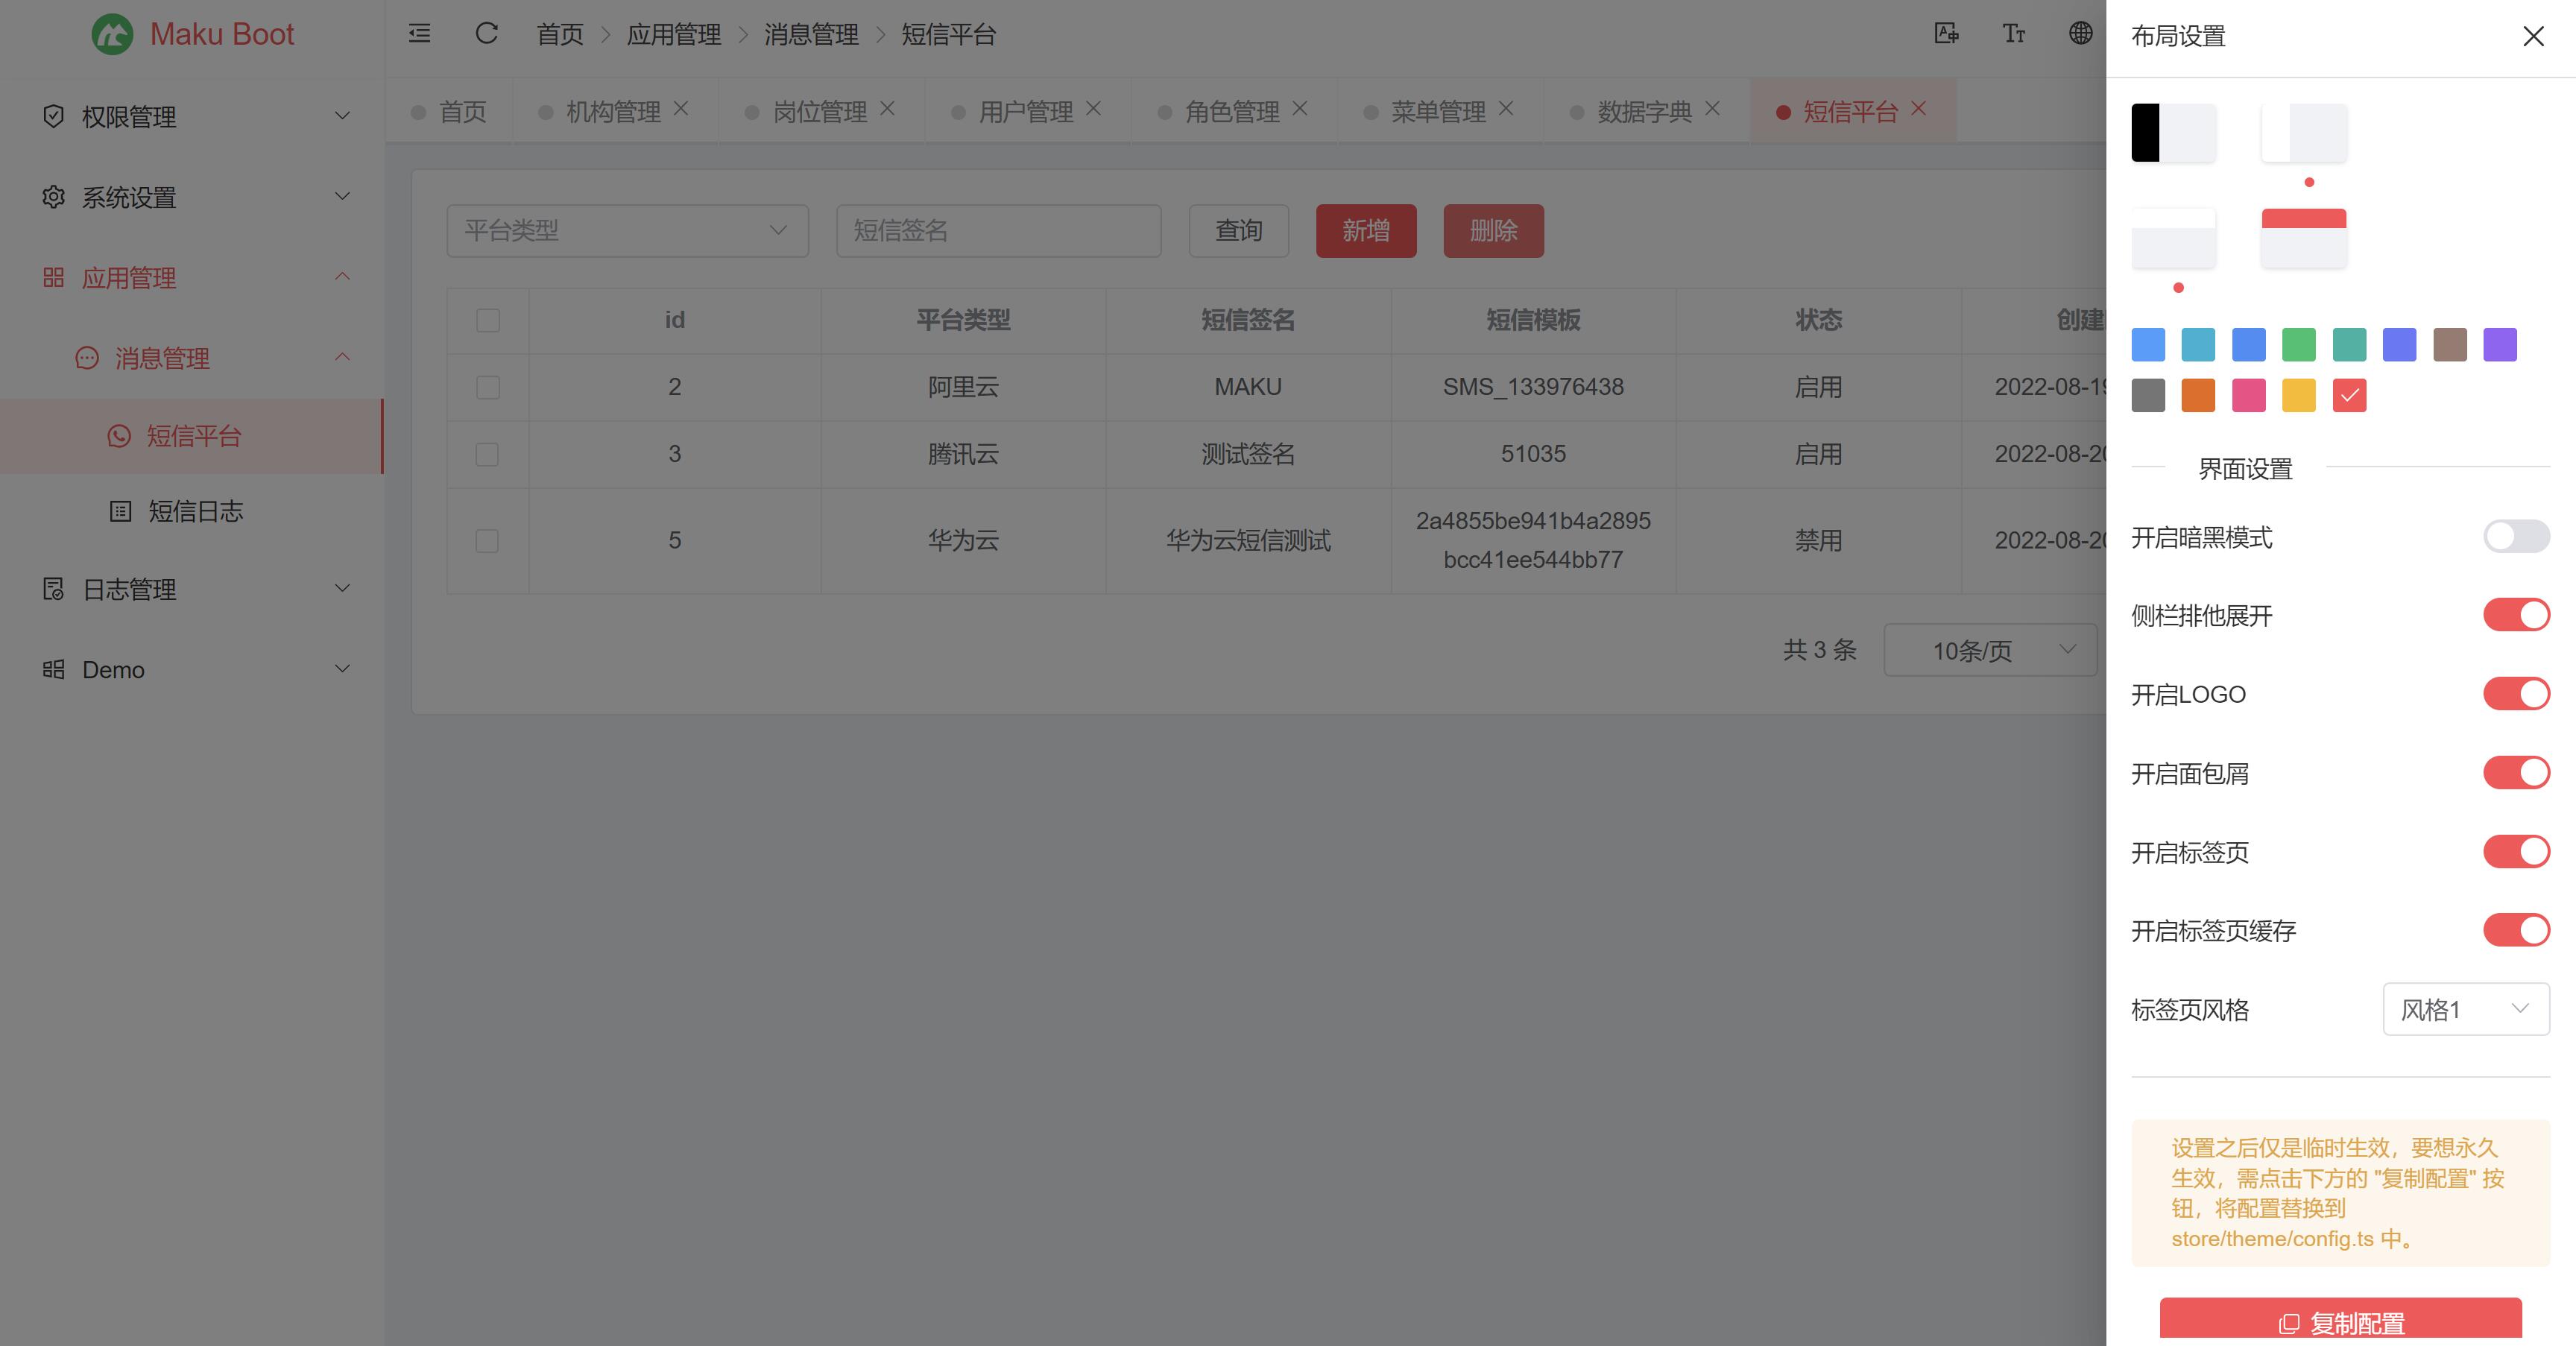 Maku Boot
首页 > 应用管理 > 消息管理 > 短信平台
布局设置
权限管理
系统设置
应用管理
消息管理
短信平台
短信日志
日志管理
Demo
首页 机构管理 岗位管理 用户管理 角色管理 菜单管理 数据字典 短信平台
平台类型 短信签名 查询 新增 删除
id 平台类型 短信签名 短信模板 状态 创建
2 阿里云 MAKU SMS_133976438 启用 2022-08-19
3 腾讯云 测试签名 51035 启用 2022-08-20
5 华为云 华为云短信测试 2a4855be941b4a2895 禁用 2022-08-20
bcc41ee544bb77
共 3 条 10条/页
界面设置
开启暗黑模式
侧栏排他展开
开启LOGO
开启面包屑
开启标签页
开启标签页缓存
标签页风格 风格1
设置之后仅是临时生效，要想永久
生效，需点击下方的 "复制配置" 按
钮，将配置替换到
store/theme/config.ts 中。
复制配置